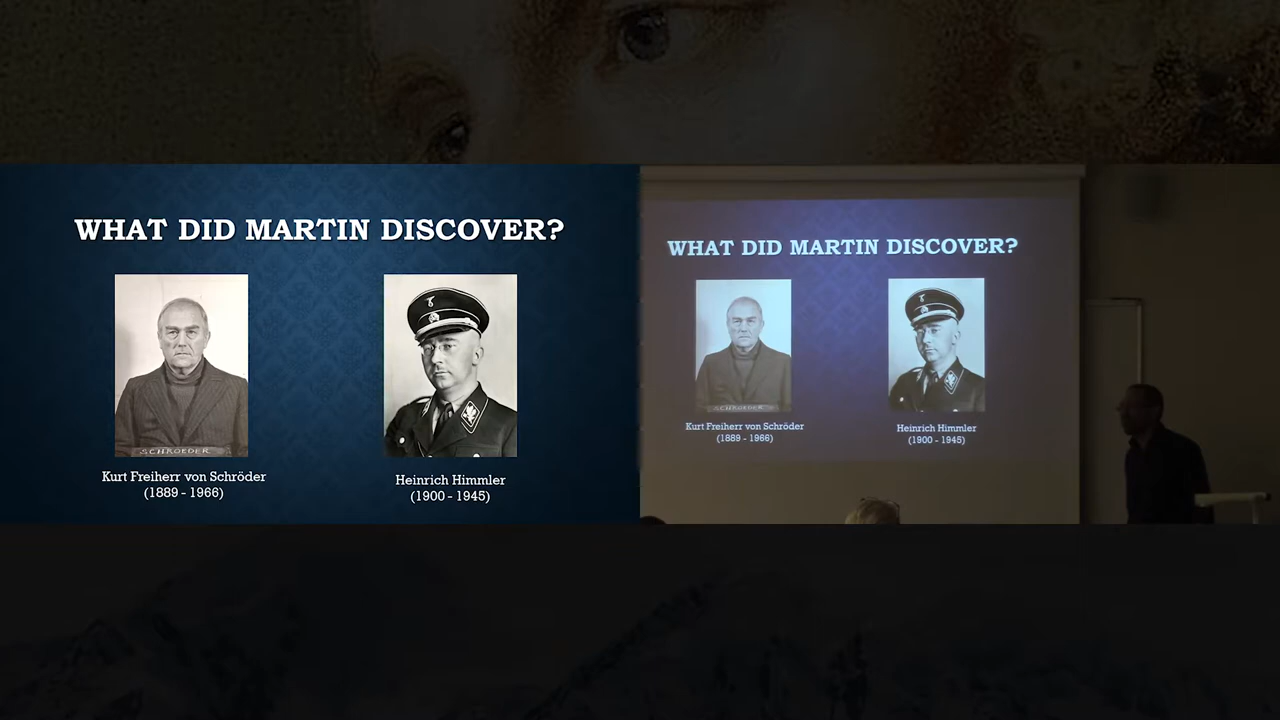 WHAT DID MARTIN DISCOVER?
SCHROEDER
Kurt Freiherr von Schröder
(1889 - 1966)
Heinrich Himmler
(1900 - 1945)
WHAT DID MARTIN DISCOVER?
SCHROEDER
Kurt Freiherr von Schröder
(1889 - 1966)
Heinrich Himmler
(1900 - 1945)